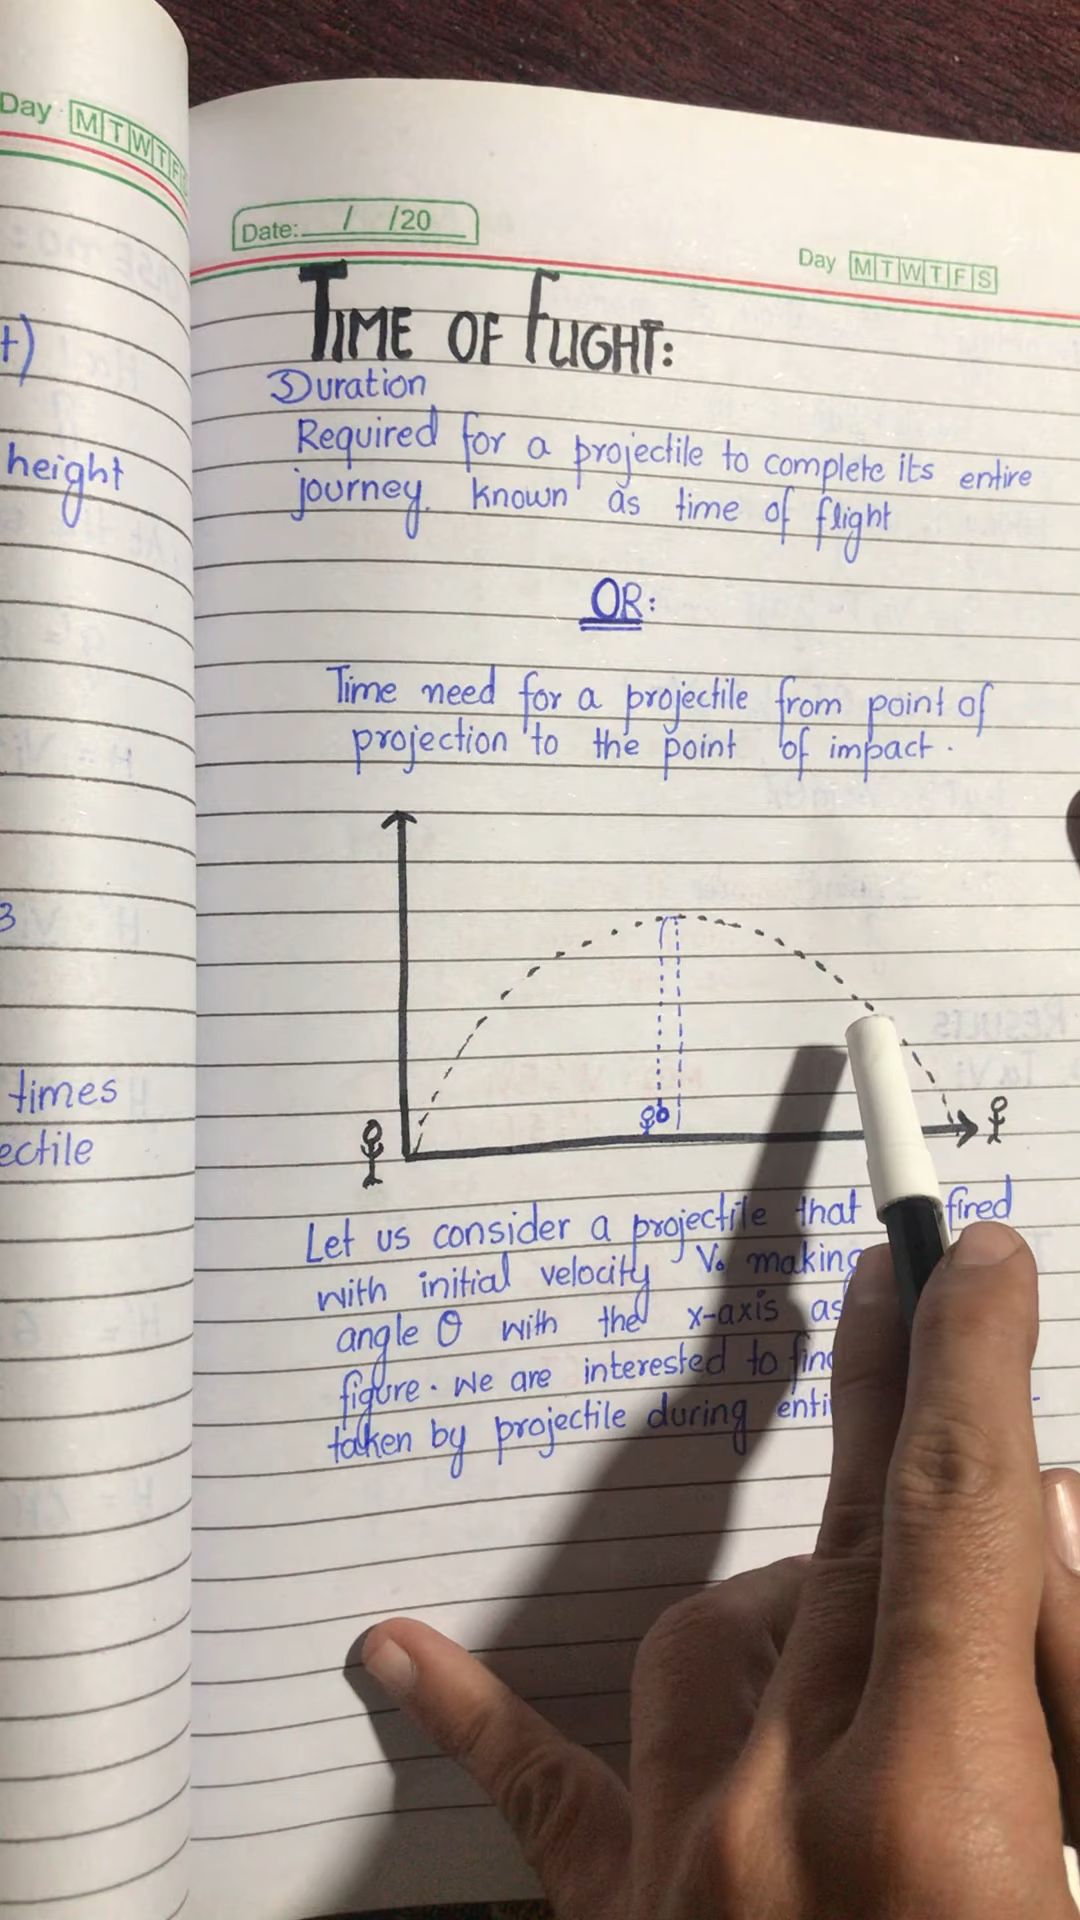 Day M T W T F
t)
height
3
times
ectile
Date: / /20
Day M T W T F S
TIME OF FLIGHT:
Duration
Required for a projectile to complete its entire
journey. known as time of flight
OR:
Time need for a projectile from point of
projection to the point of impact.
Let us consider a projectile that fired
with initial velocity V₀ making
angle θ with the x-axis as
figure. we are interested to find
taken by projectile during enti